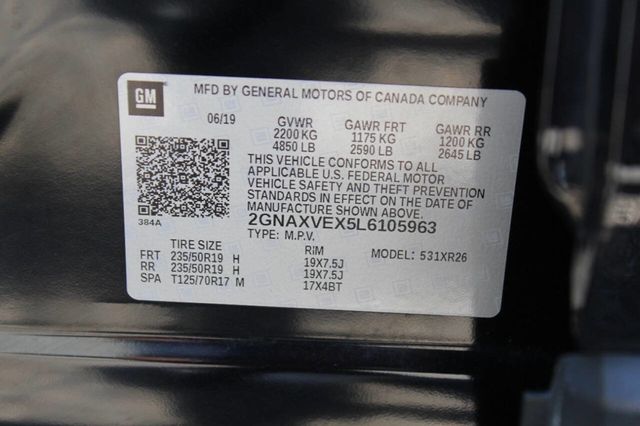 GM MFD BY GENERAL MOTORS OF CANADA COMPANY
06/19 GVWR GAWR FRT GAWR RR
2200 KG 1175 KG 1200 KG
4850 LB 2590 LB 2645 LB
THIS VEHICLE CONFORMS TO ALL
APPLICABLE U.S. FEDERAL MOTOR
VEHICLE SAFETY AND THEFT PREVENTION
STANDARDS IN EFFECT ON THE DATE OF
MANUFACTURE SHOWN ABOVE.
384A 2GNAXVEX5L6105963
TYPE: M.P.V.
TIRE SIZE RIM MODEL: 531XR26
FRT 235/50R19 H 19X7.5J
RR 235/50R19 H 19X7.5J
SPA T125/70R17 M 17X4BT